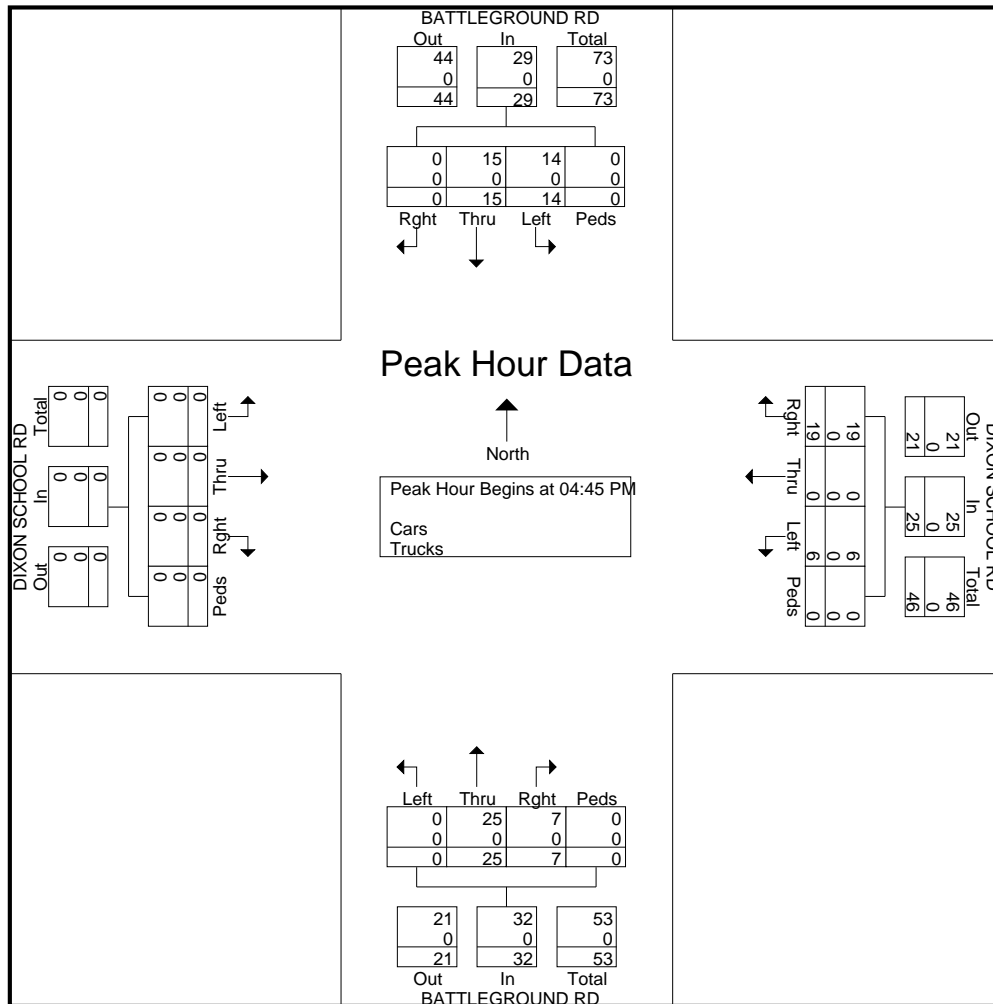 BATTLEGROUND RD
Out In Total
44 29 73
0 0 0
44 29 73
0 15 14 0
0 0 0 0
0 15 14 0
Rght Thru Left Peds
Peak Hour Data
North
Peak Hour Begins at 04:45 PM
Cars
Trucks
DIXON SCHOOL RD
Out In Total
0 0 0
0 0 0
0 0 0
0 0 0 0
0 0 0 0
0 0 0 0
Peds Rght Thru Left
DIXON SCHOOL RD
Out In Total
21 25 46
0 0 0
21 25 46
19 0 6 0
0 0 0 0
19 0 6 0
Rght Thru Left Peds
Left Thru Rght Peds
0 25 7 0
0 0 0 0
0 25 7 0
21 32 53
0 0 0
21 32 53
Out In Total
BATTLEGROUND RD